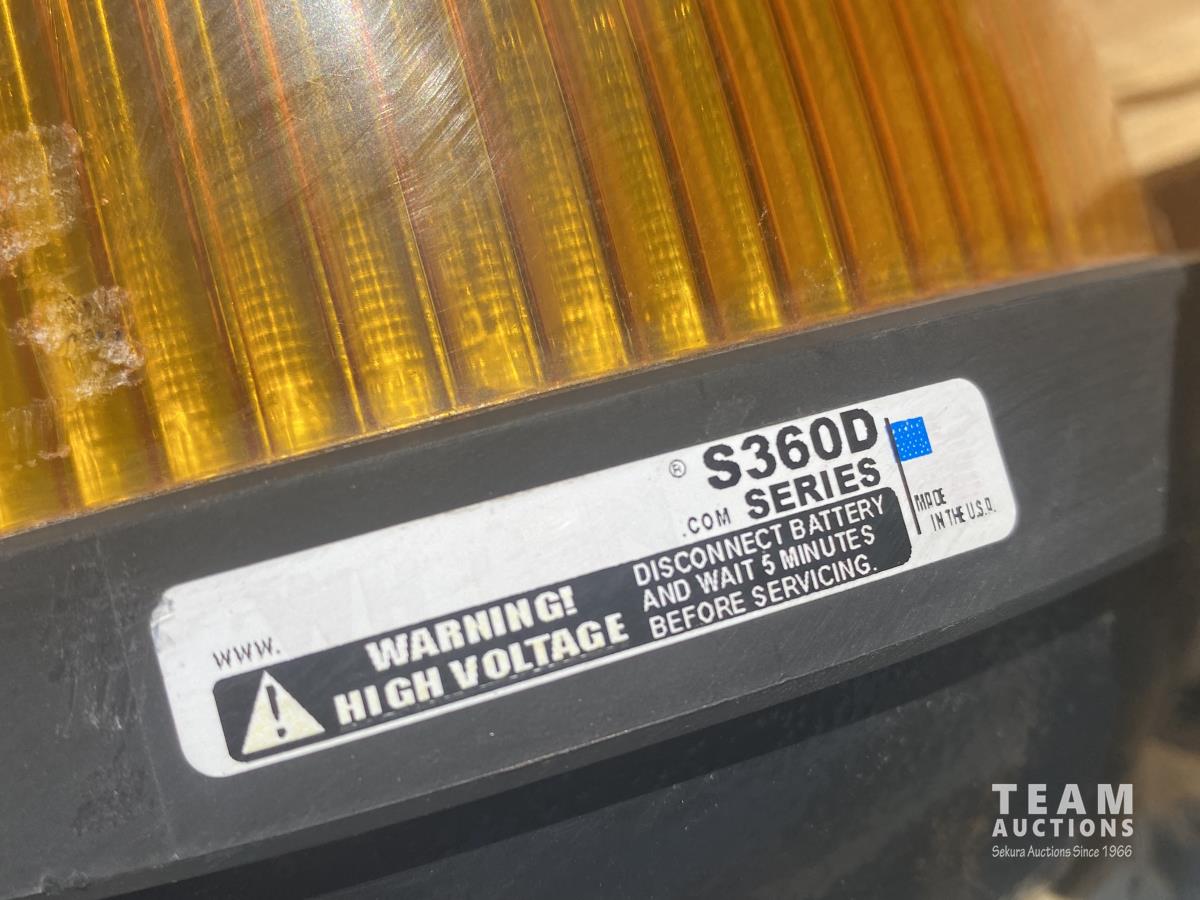 ® S360D
SERIES
www. .COM
WARNING!
HIGH VOLTAGE
DISCONNECT BATTERY
AND WAIT 5 MINUTES
BEFORE SERVICING.
MADE
IN THE U.S.A.
TEAM
AUCTIONS
Sekura Auctions Since 1966